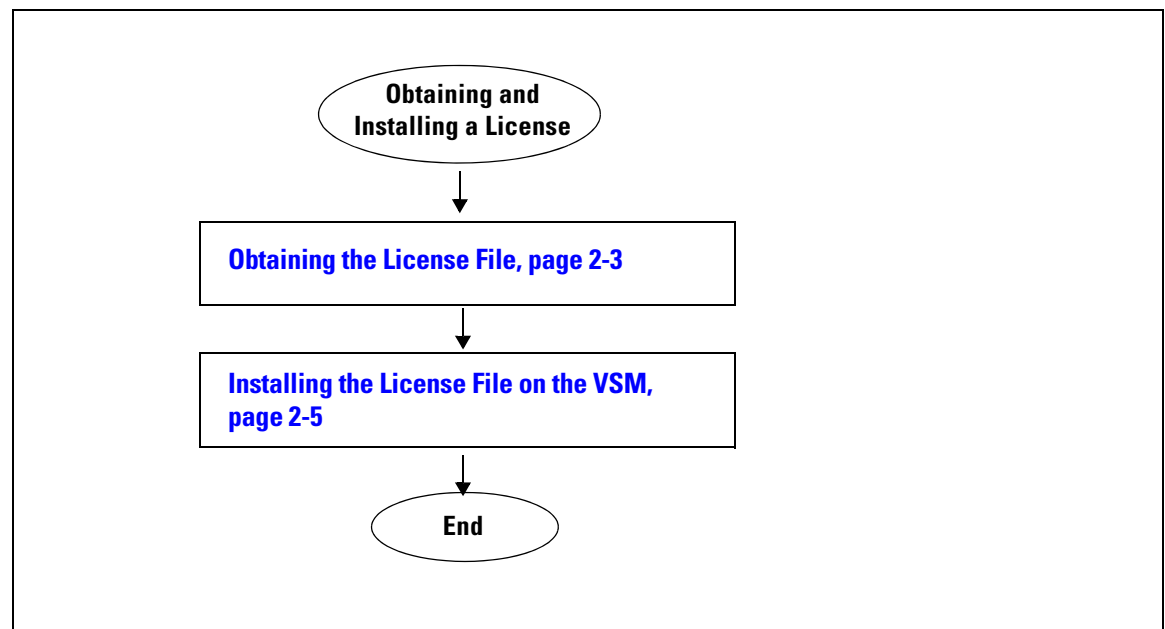 Obtaining and
Installing a License
Obtaining the License File, page 2-3
Installing the License File on the VSM,
page 2-5
End